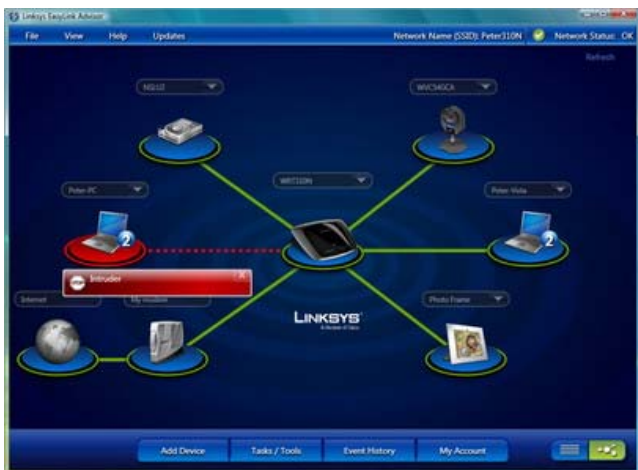 Linksys EasyLink Advisor
File View Help Updates Network Name (SSID): Peter310N Network Status: OK
Refresh
NSLU2 WVC54GCA
WRT310N
Peter-PC Peter-Vista
2 2
Intruder X
Internet My modem Photo Frame
LINKSYS
A Division of Cisco
Add Device Tasks / Tools Event History My Account